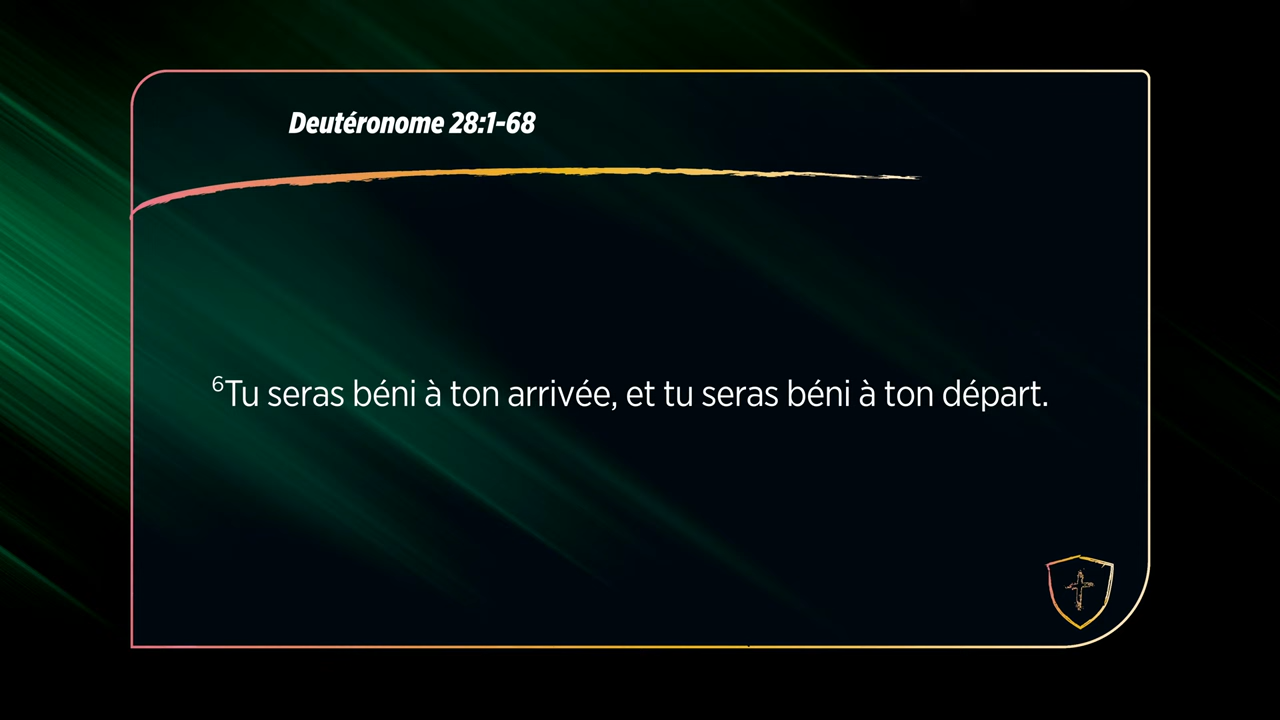 Deutéronome 28:1-68
⁶Tu seras béni à ton arrivée, et tu seras béni à ton départ.